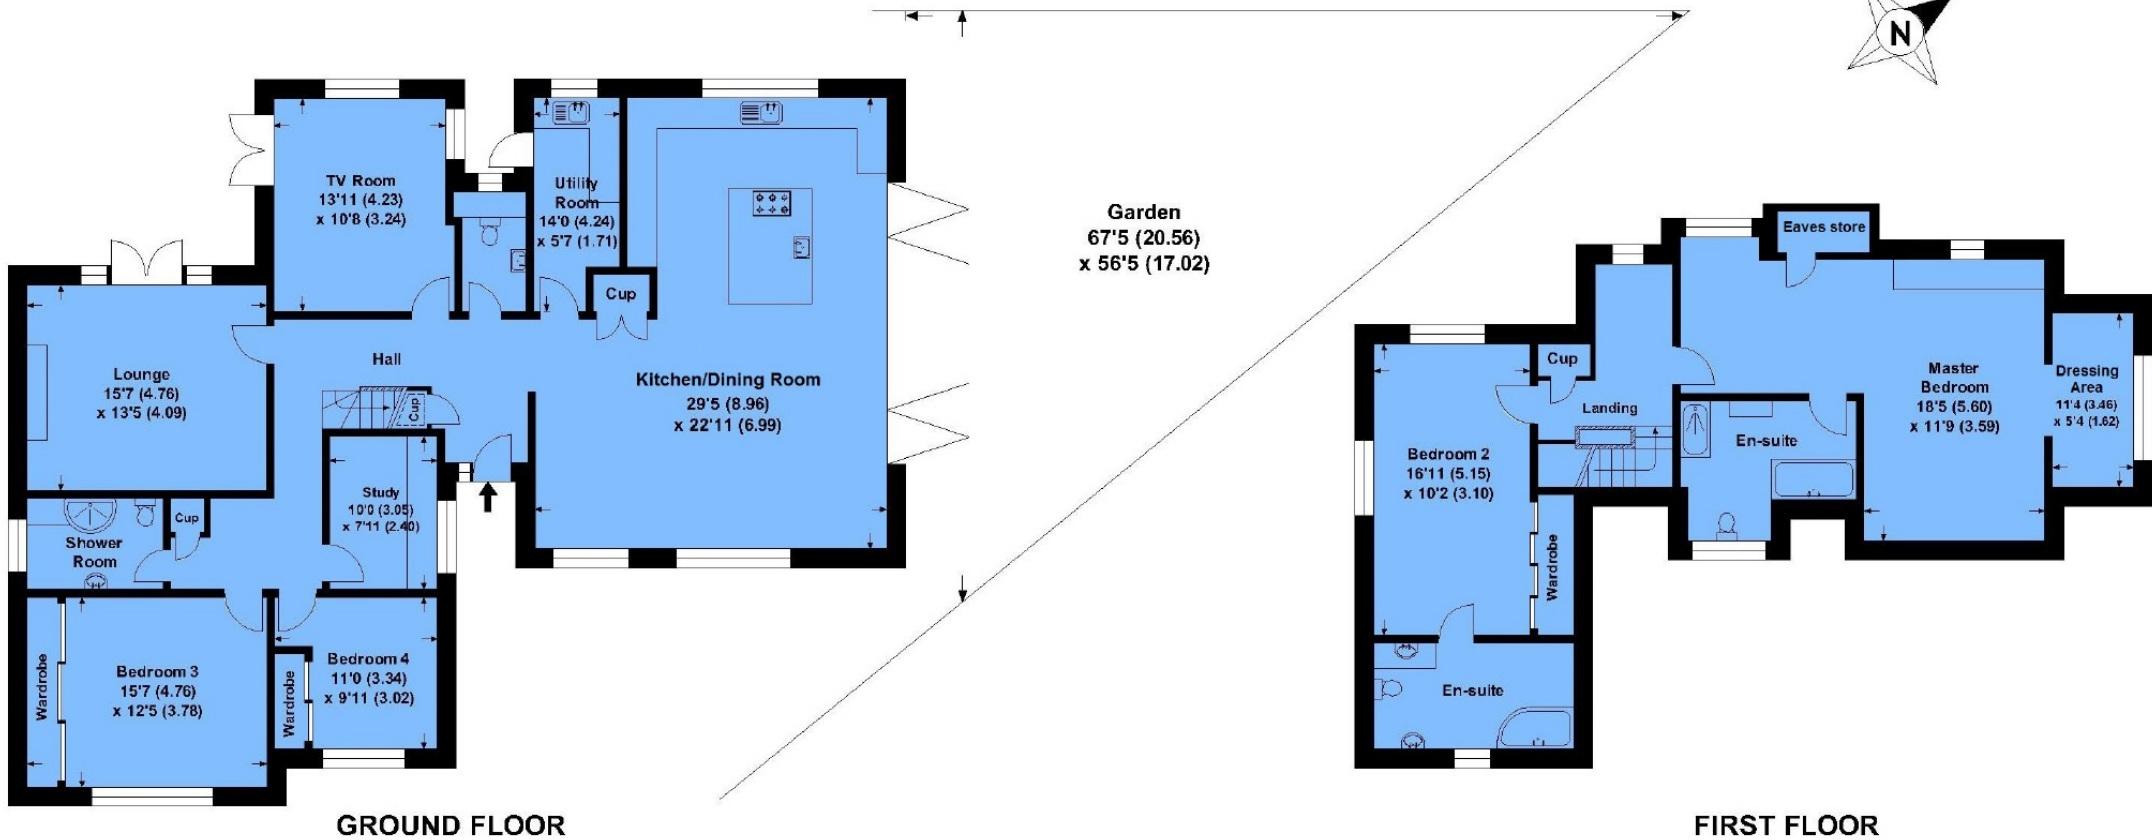 N
TV Room
13'11 (4.23)
x 10'8 (3.24)
Utility
Room
14'0 (4.24)
x 5'7 (1.71)
Cup
Garden
67'5 (20.56)
x 56'5 (17.02)
Lounge
15'7 (4.76)
x 13'5 (4.09)
Hall
Cup
Kitchen/Dining Room
29'5 (8.96)
x 22'11 (6.99)
Study
10'0 (3.05)
x 7'11 (2.40)
Cup
Shower
Room
Wardrobe
Bedroom 3
15'7 (4.76)
x 12'5 (3.78)
Wardrobe
Bedroom 4
11'0 (3.34)
x 9'11 (3.02)
GROUND FLOOR
Eaves store
Cup
Landing
Master
Bedroom
18'5 (5.60)
x 11'9 (3.59)
Dressing
Area
11'4 (3.46)
x 5'4 (1.62)
En-suite
Bedroom 2
16'11 (5.15)
x 10'2 (3.10)
Wardrobe
En-suite
FIRST FLOOR